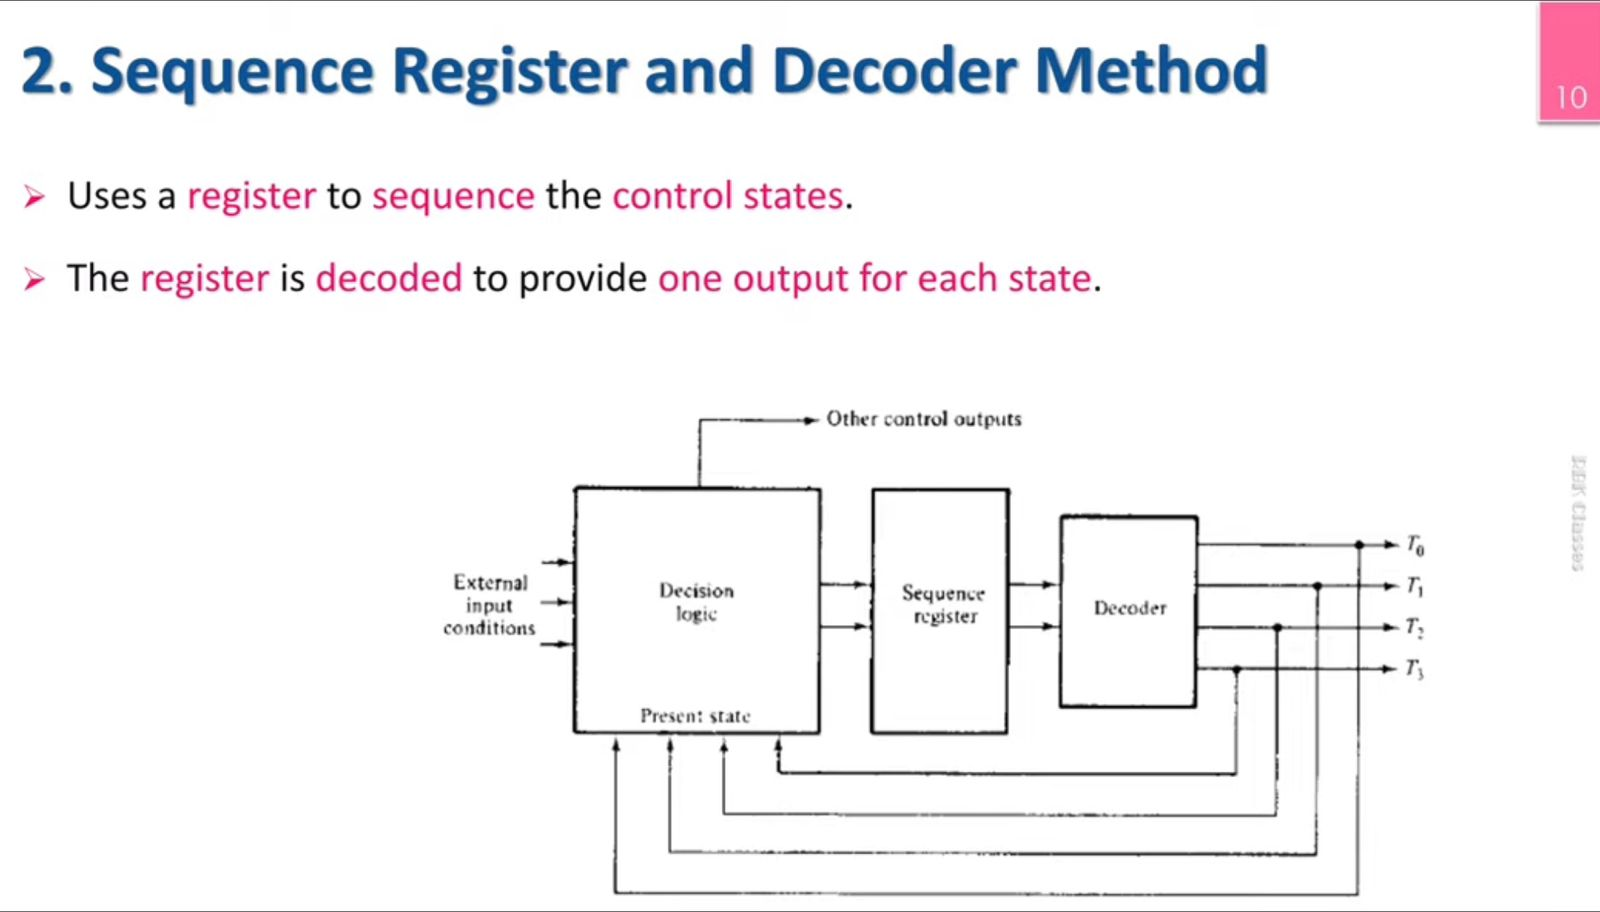 2. Sequence Register and Decoder Method
10
➢ Uses a register to sequence the control states.
➢ The register is decoded to provide one output for each state.
Other control outputs
External
input
conditions
Decision
logic
Present state
Sequence
register
Decoder
T0
T1
T2
T3